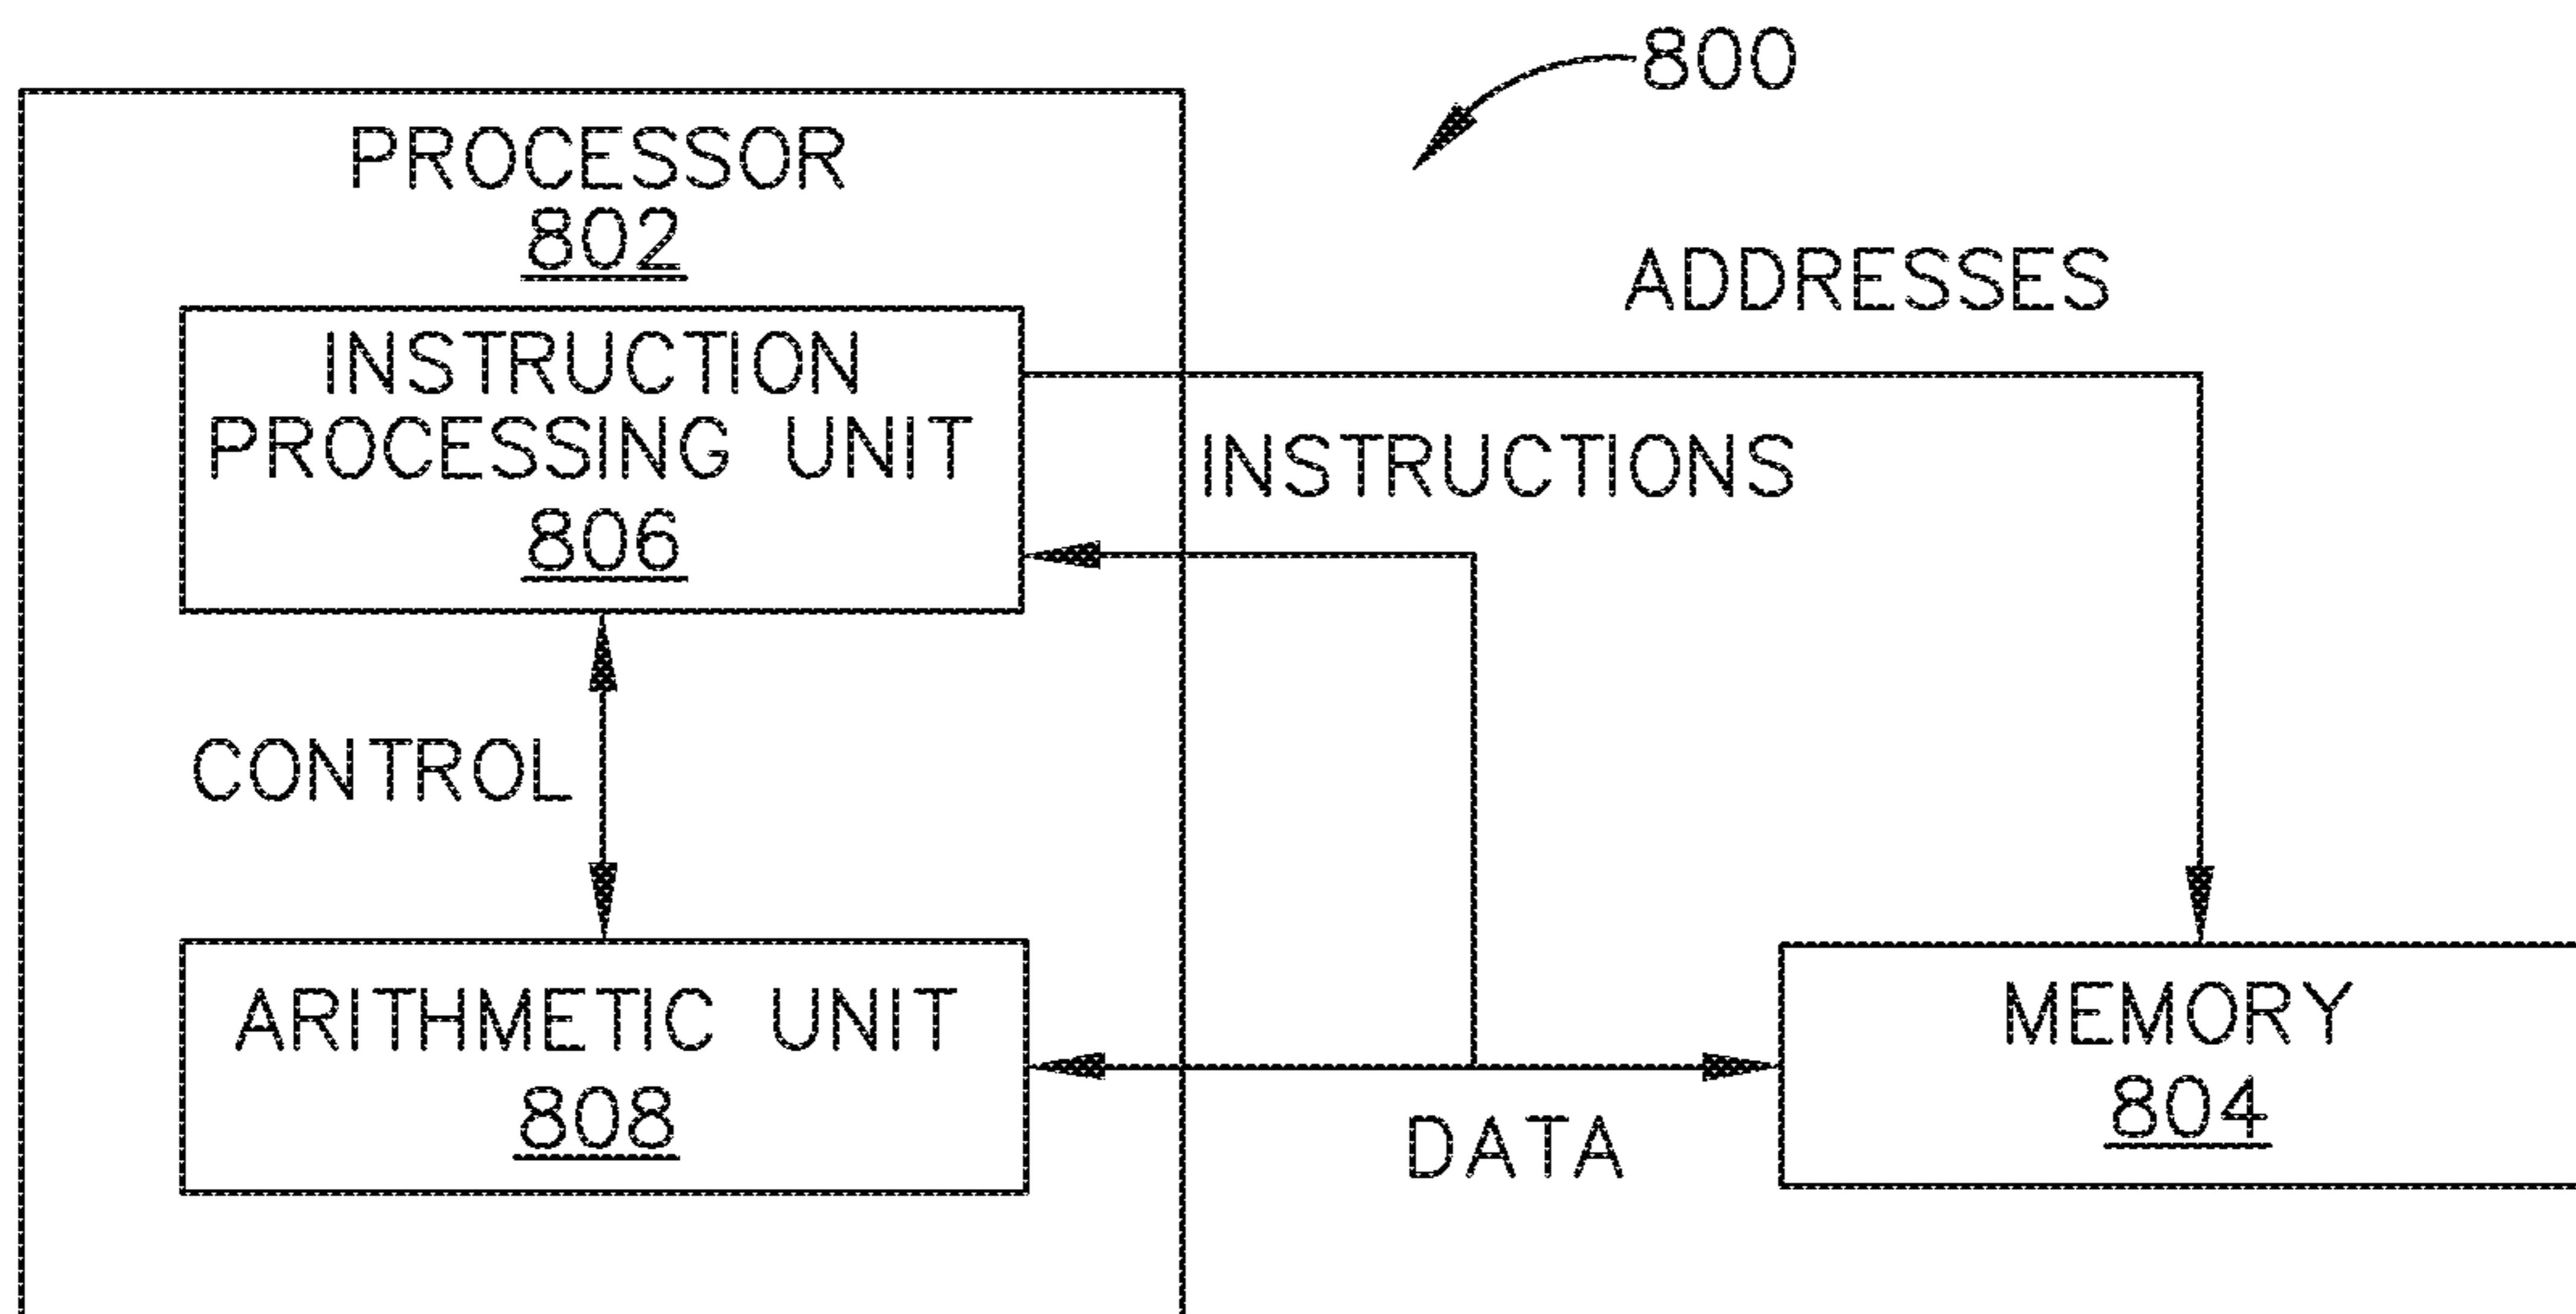 800
PROCESSOR
802
ADDRESSES
INSTRUCTION
PROCESSING UNIT
806
INSTRUCTIONS
CONTROL
ARITHMETIC UNIT
808
MEMORY
804
DATA